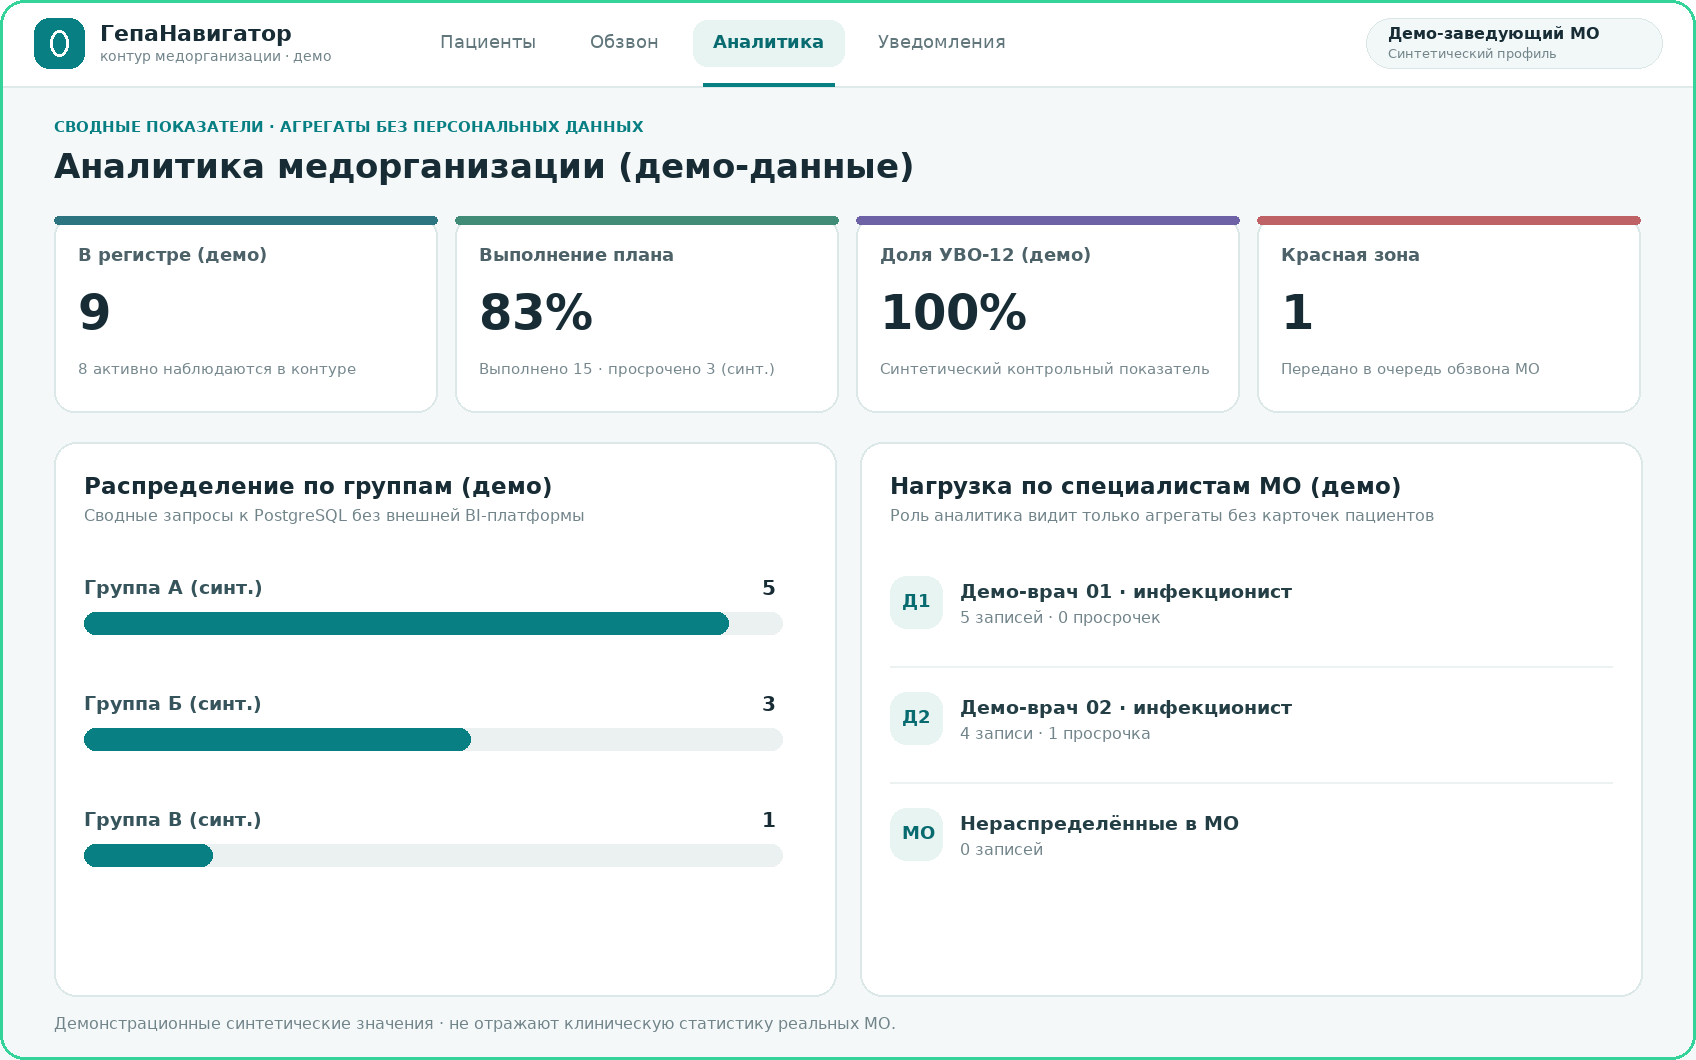 ГепаНавигатор
контур медорганизации · демо
Пациенты
Обзвон
Аналитика
Уведомления
Демо-заведующий МО
Синтетический профиль
СВОДНЫЕ ПОКАЗАТЕЛИ · АГРЕГАТЫ БЕЗ ПЕРСОНАЛЬНЫХ ДАННЫХ
Аналитика медорганизации (демо-данные)
В регистре (демо)
9
8 активно наблюдаются в контуре
Выполнение плана
83%
Выполнено 15 · просрочено 3 (синт.)
Доля УВО-12 (демо)
100%
Синтетический контрольный показатель
Красная зона
1
Передано в очередь обзвона МО
Распределение по группам (демо)
Сводные запросы к PostgreSQL без внешней BI-платформы
Группа А (синт.)
5
Группа Б (синт.)
3
Группа В (синт.)
1
Нагрузка по специалистам МО (демо)
Роль аналитика видит только агрегаты без карточек пациентов
Д1
Демо-врач 01 · инфекционист
5 записей · 0 просрочек
Д2
Демо-врач 02 · инфекционист
4 записи · 1 просрочка
МО
Нераспределённые в МО
0 записей
Демонстрационные синтетические значения · не отражают клиническую статистику реальных МО.